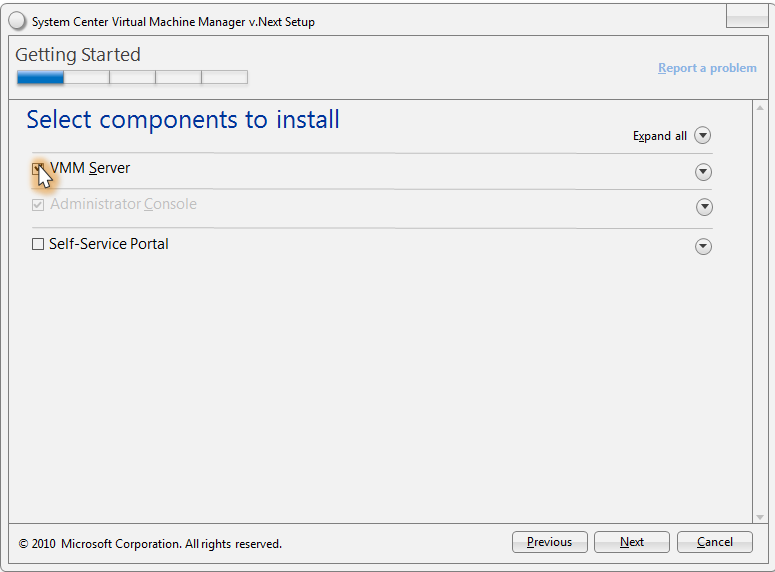 System Center Virtual Machine Manager v.Next Setup
Getting Started
Report a problem
Select components to install
Expand all
VMM Server
Administrator Console
Self-Service Portal
© 2010 Microsoft Corporation. All rights reserved.
Previous
Next
Cancel